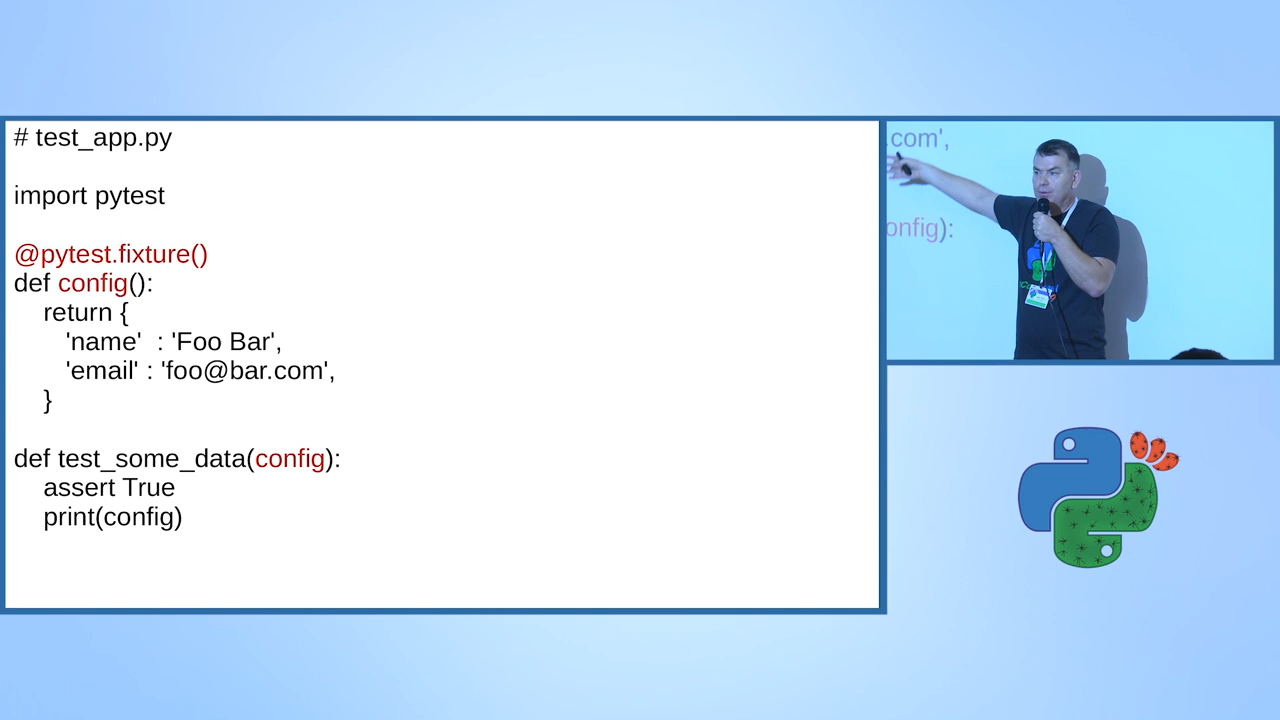 # test_app.py
import pytest
@pytest.fixture()
def config():
    return {
       'name'  : 'Foo Bar',
       'email' : 'foo@bar.com',
    }
def test_some_data(config):
    assert True
    print(config)
.com',
onfig):